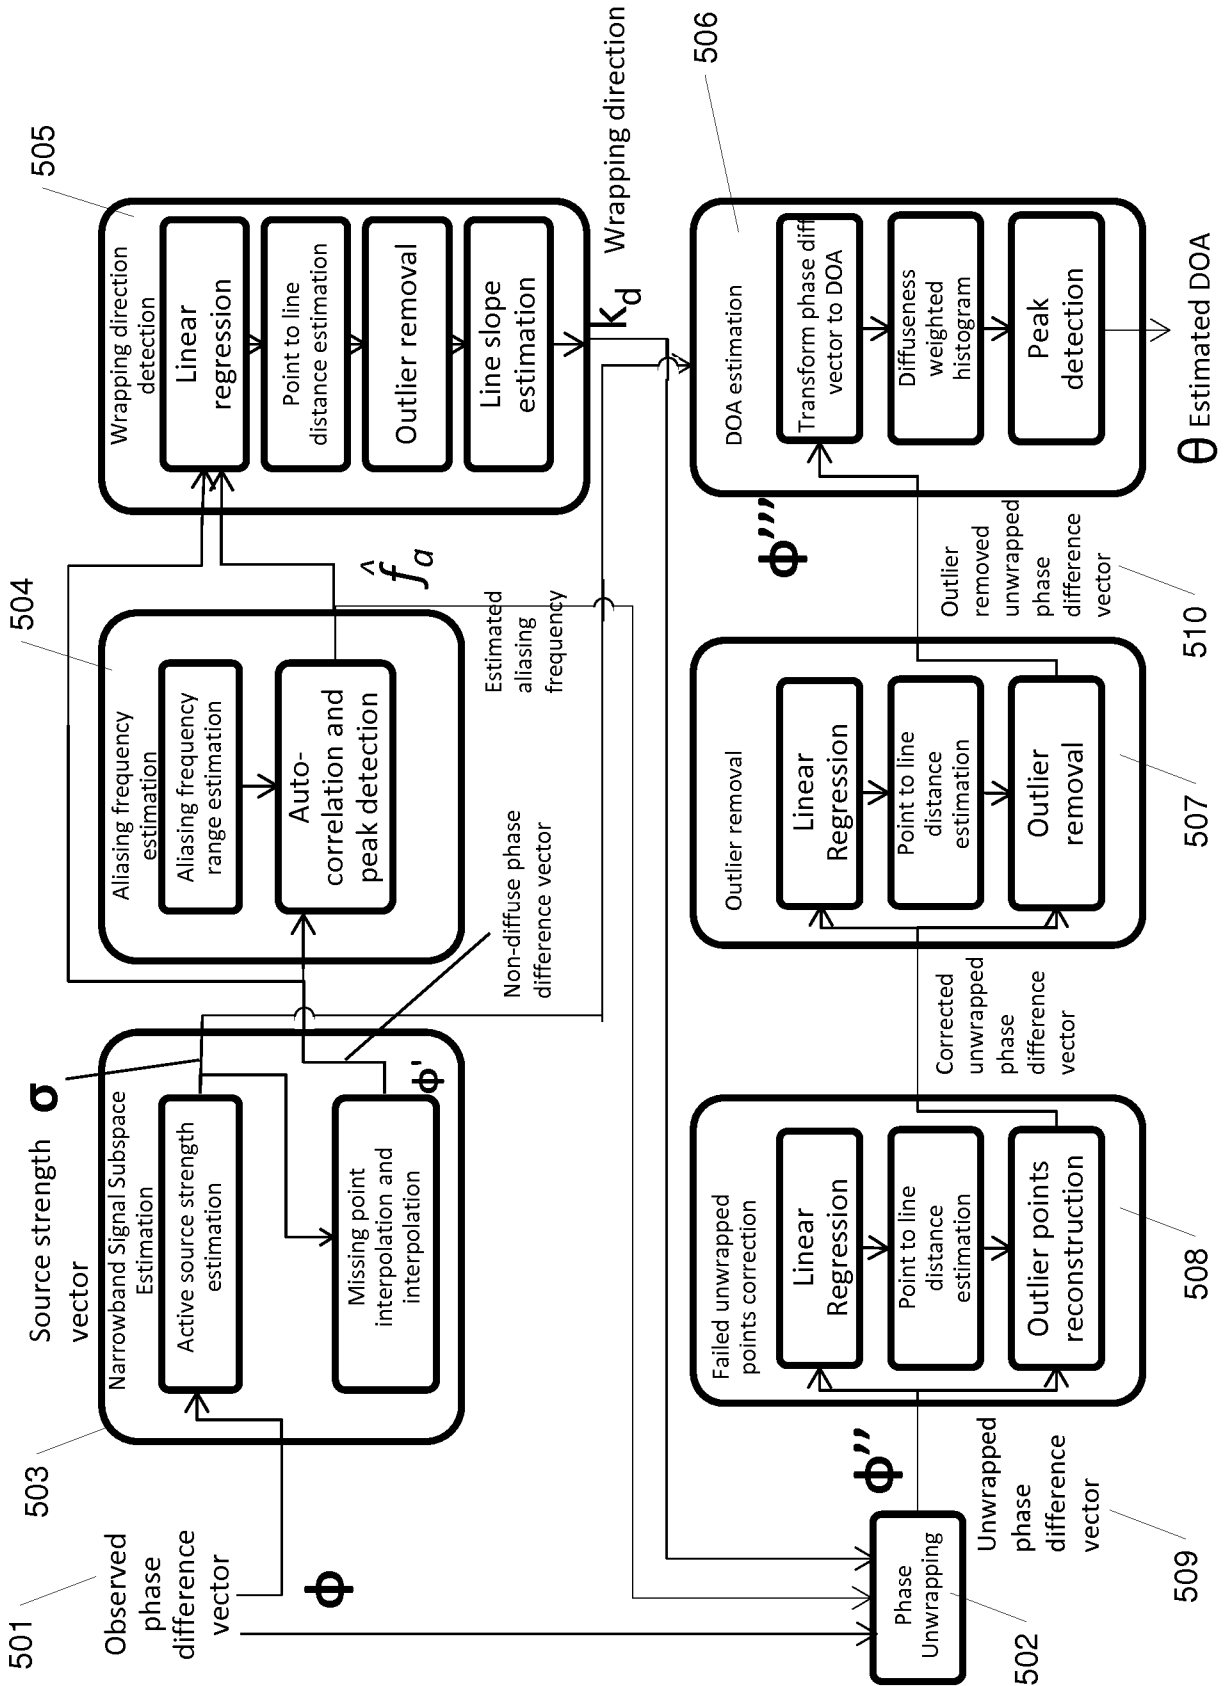 501
Observed
phase
difference
vector
ϕ
503
Source strength
vector
σ
Narrowband Signal Subspace
Estimation
Active source strength
estimation
Missing point
interpolation and
interpolation
ϕ'
Non-diffuse phase
difference vector
504
Aliasing frequency
estimation
Aliasing frequency
range estimation
Auto-
correlation and
peak detection
f̂a
Estimated
aliasing
frequency
505
Wrapping direction
detection
Linear
regression
Point to line
distance estimation
Outlier removal
Line slope
estimation
kd
Wrapping direction
Phase
Unwrapping
502
ϕ''
Unwrapped
phase
difference
vector
509
Failed unwrapped
points correction
Linear
Regression
Point to line
distance
estimation
Outlier points
reconstruction
508
Corrected
unwrapped
phase
difference
vector
Outlier removal
Linear
Regression
Point to line
distance
estimation
Outlier
removal
507
ϕ'''
Outlier
removed
unwrapped
phase
difference
vector
510
506
DOA estimation
Transform phase diff
vector to DOA
Diffuseness
weighted
histogram
Peak
detection
θ Estimated DOA